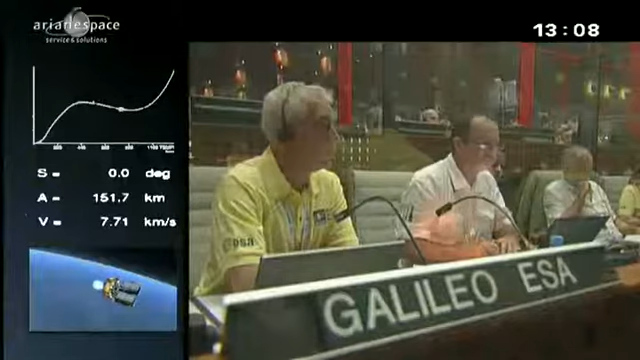 arianespace
service & solutions
13:08
S = 0.0 deg
A = 151.7 km
V = 7.71 km/s
esa
GALILEO ESA